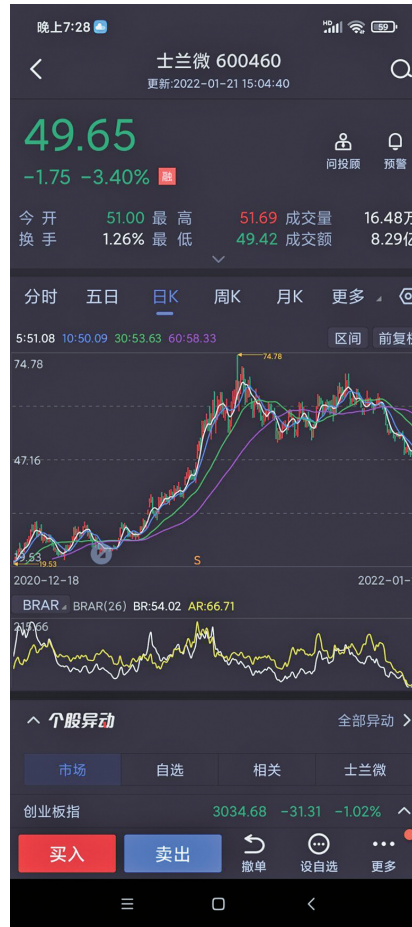 晚上7:28 HD 59
士兰微 600460
更新:2022-01-21 15:04:40
49.65
-1.75 -3.40% 融
问投顾 预警
今开 51.00 最高 51.69 成交量 16.48万
换手 1.26% 最低 49.42 成交额 8.29亿
分时 五日 日K 周K 月K 更多
5:51.08 10:50.09 30:53.63 60:58.33 区间 前复权
74.78
74.78
47.16
19.53
19.53
S
2020-12-18 2022-01-
BRAR BRAR(26) BR:54.02 AR:66.71
215.66
个股异动 全部异动
市场 自选 相关 士兰微
创业板指 3034.68 -31.31 -1.02%
买入 卖出 撤单 设自选 更多